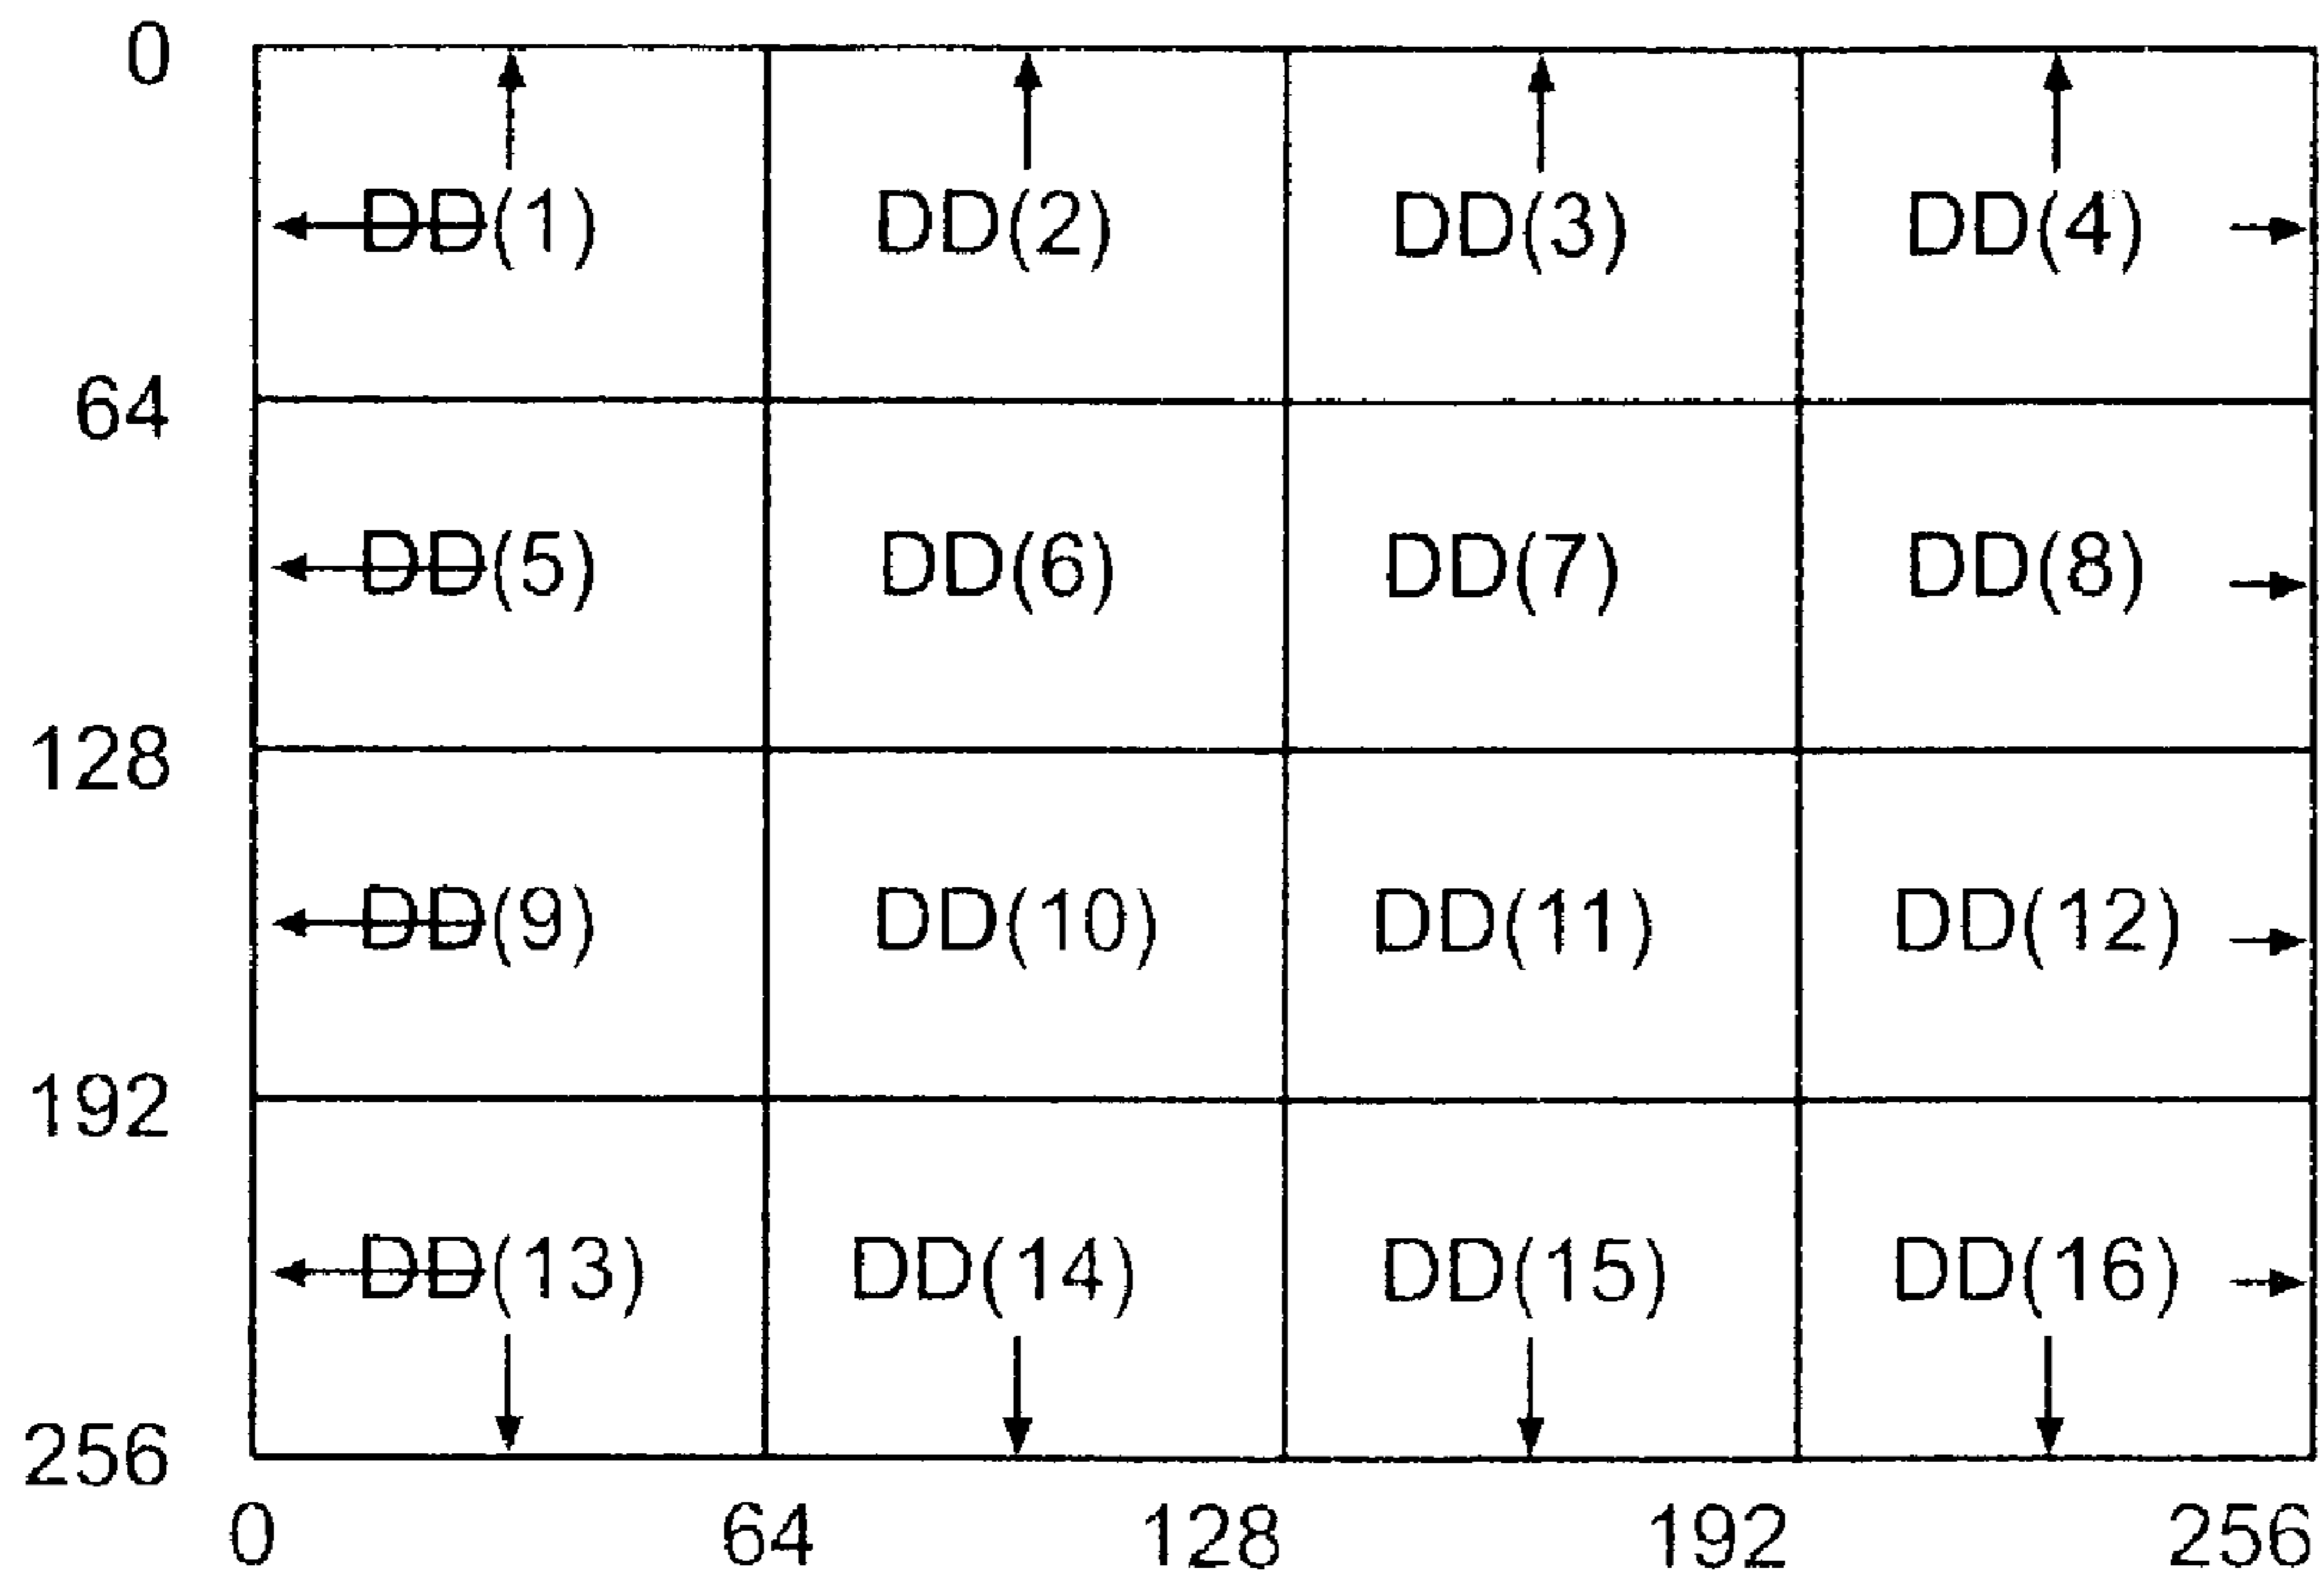 0
DD(1) DD(2) DD(3) DD(4)
64
DD(5) DD(6) DD(7) DD(8)
128
DD(9) DD(10) DD(11) DD(12)
192
DD(13) DD(14) DD(15) DD(16)
256
0 64 128 192 256